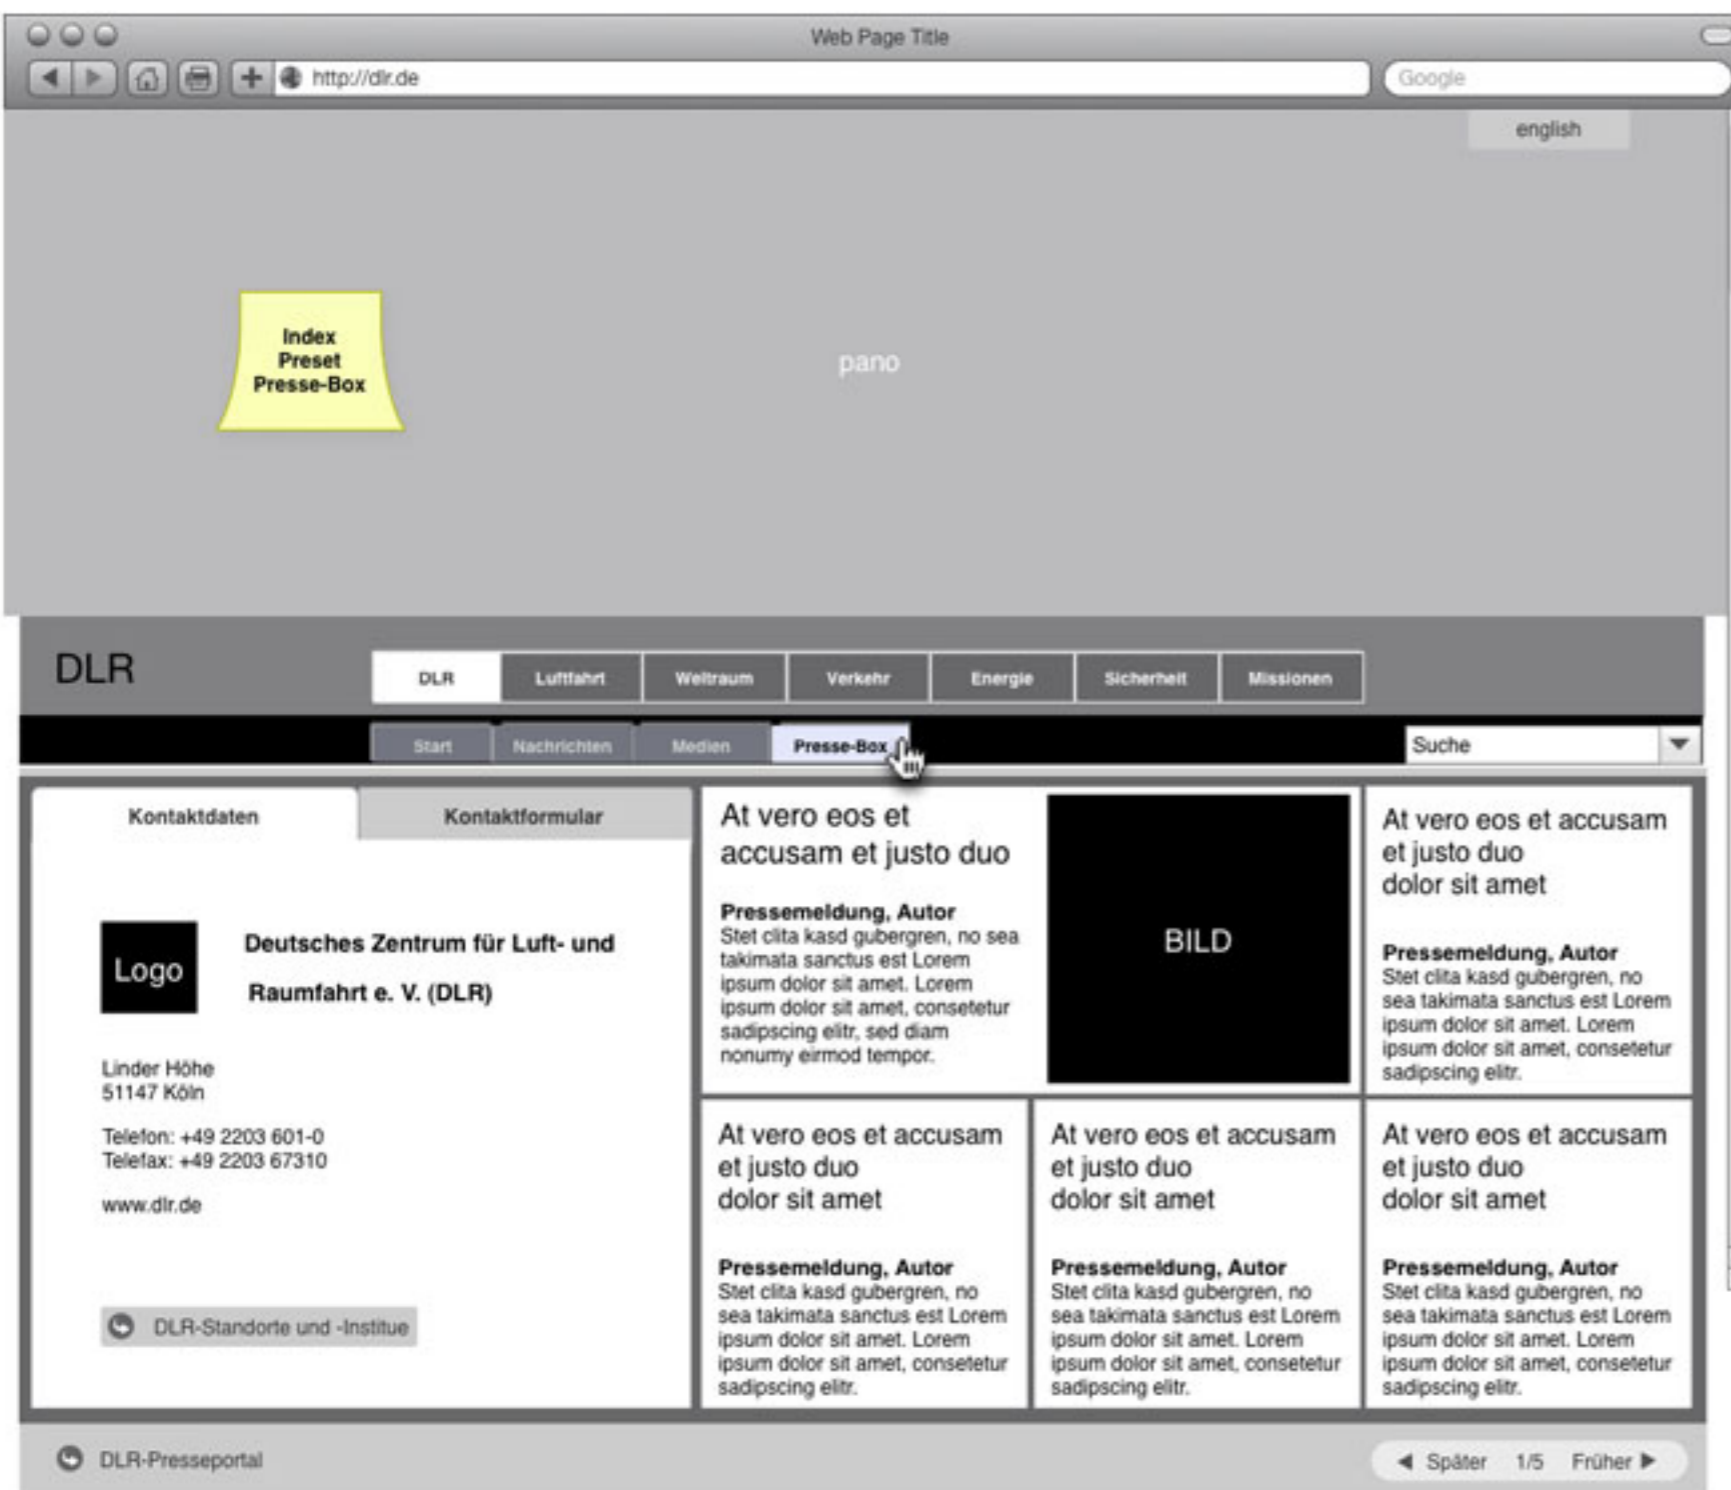 Web Page Title
http://dlr.de
Google
english
Index
Preset
Presse-Box
pano
DLR
DLR
Luftfahrt
Weltraum
Verkehr
Energie
Sicherheit
Missionen
Start
Nachrichten
Medien
Presse-Box
Suche
Kontaktdaten
Kontaktformular
Logo
Deutsches Zentrum für Luft- und
Raumfahrt e. V. (DLR)
Linder Höhe
51147 Köln
Telefon: +49 2203 601-0
Telefax: +49 2203 67310
www.dlr.de
DLR-Standorte und -Institue
At vero eos et
accusam et justo duo
Pressemeldung, Autor
Stet clita kasd gubergren, no sea
takimata sanctus est Lorem
ipsum dolor sit amet. Lorem
ipsum dolor sit amet, consetetur
sadipscing elitr, sed diam
nonumy eirmod tempor.
BILD
At vero eos et accusam
et justo duo
dolor sit amet
Pressemeldung, Autor
Stet clita kasd gubergren, no
sea takimata sanctus est Lorem
ipsum dolor sit amet. Lorem
ipsum dolor sit amet, consetetur
sadipscing elitr.
At vero eos et accusam
et justo duo
dolor sit amet
Pressemeldung, Autor
Stet clita kasd gubergren, no
sea takimata sanctus est Lorem
ipsum dolor sit amet. Lorem
ipsum dolor sit amet, consetetur
sadipscing elitr.
At vero eos et accusam
et justo duo
dolor sit amet
Pressemeldung, Autor
Stet clita kasd gubergren, no
sea takimata sanctus est Lorem
ipsum dolor sit amet. Lorem
ipsum dolor sit amet, consetetur
sadipscing elitr.
At vero eos et accusam
et justo duo
dolor sit amet
Pressemeldung, Autor
Stet clita kasd gubergren, no
sea takimata sanctus est Lorem
ipsum dolor sit amet. Lorem
ipsum dolor sit amet, consetetur
sadipscing elitr.
DLR-Presseportal
Später 1/5 Früher